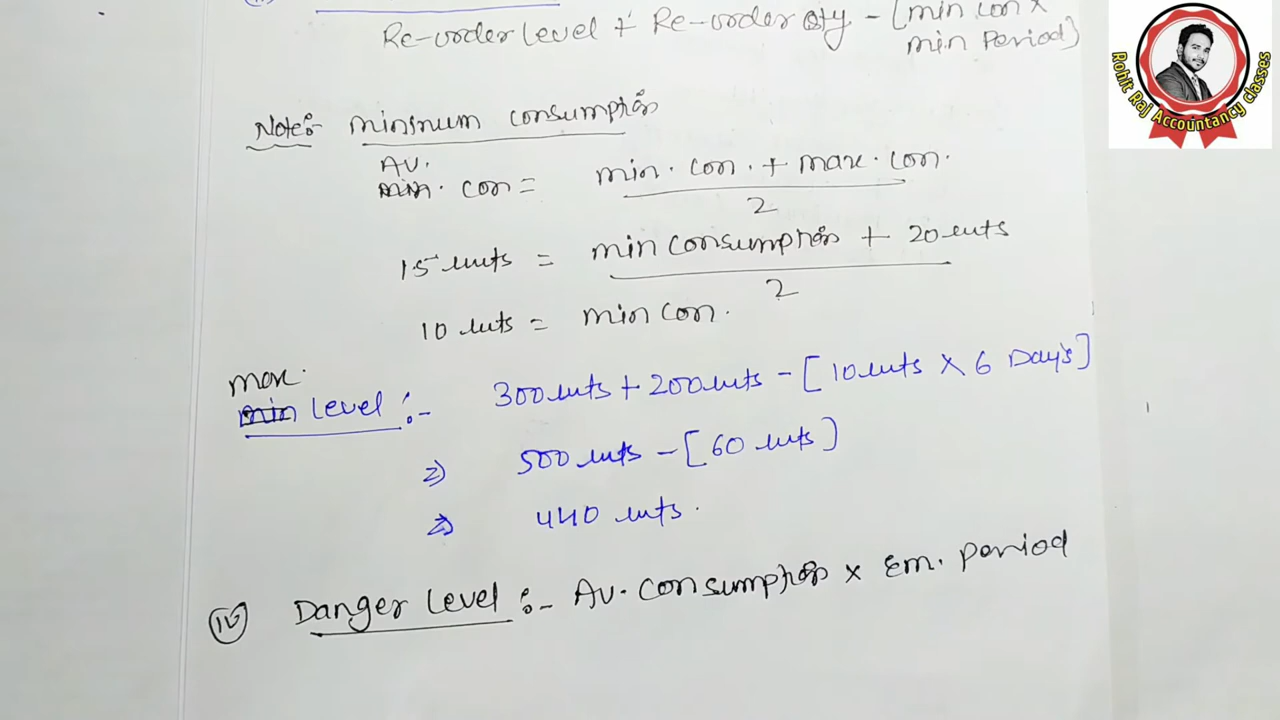 Re-order Level + Re-order Qty - [min con x
min Period]
Note:- minimum consumption
Av.
min. con = min. con. + max. con.
2
15 units = min consumption + 20 units
2
10 units = min con.
max.
min Level :- 300 units + 200 units - [10 units X 6 Days]
⇒ 500 units - [60 units]
⇒ 440 units.
(iv) Danger Level :- Av. consumption x Em. period
Rohit Raj Accountancy classes